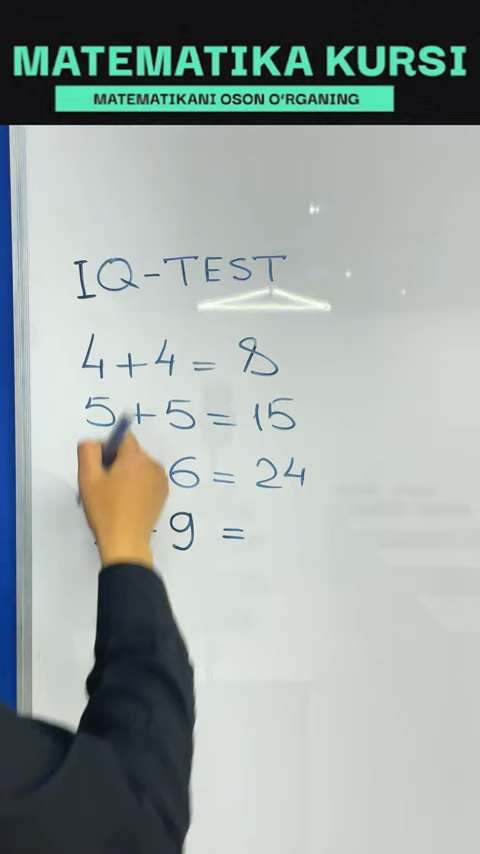 MATEMATIKA KURSI
MATEMATIKANI OSON O‘RGANING
IQ-TEST
4+4= 8
5+5=15
6=24
9 =